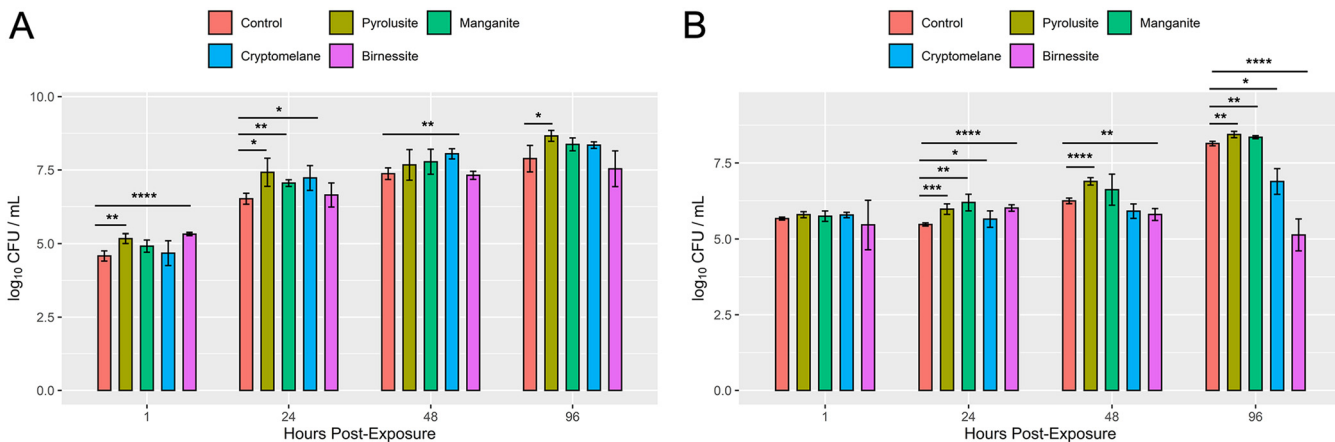 A
Control
Pyrolusite
Manganite
Cryptomelane
Birnessite
10.0
7.5
5.0
2.5
0.0
log10 CFU / mL
**
****
*
**
*
**
*
1
24
48
96
Hours Post-Exposure
B
Control
Pyrolusite
Manganite
Cryptomelane
Birnessite
7.5
5.0
2.5
0.0
log10 CFU / mL
****
*
**
***
**
****
****
*
**
**
1
24
48
96
Hours Post-Exposure